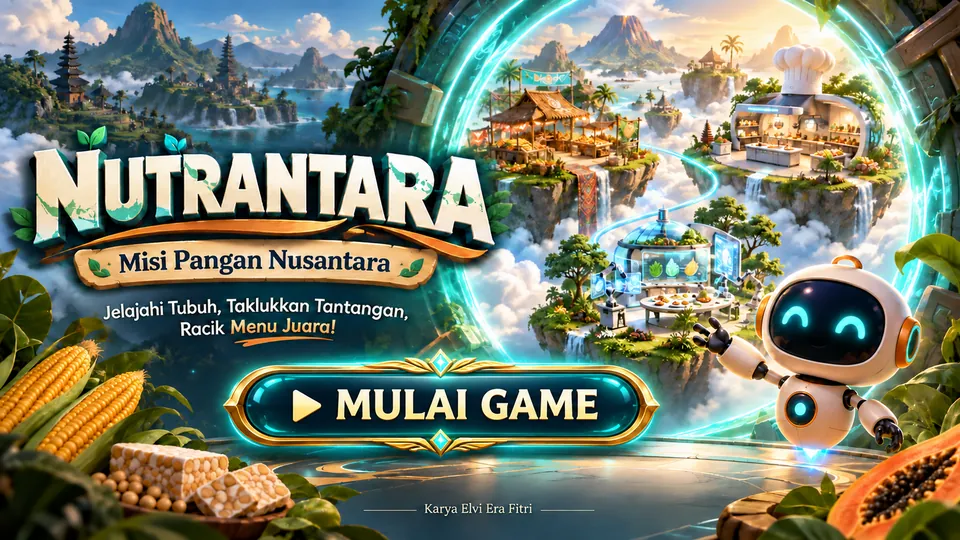 NUTRANTARA
Misi Pangan Nusantara
Jelajahi Tubuh, Taklukkan Tantangan,
Racik Menu Juara!
MULAI GAME
Karya Elvi Era Fitri